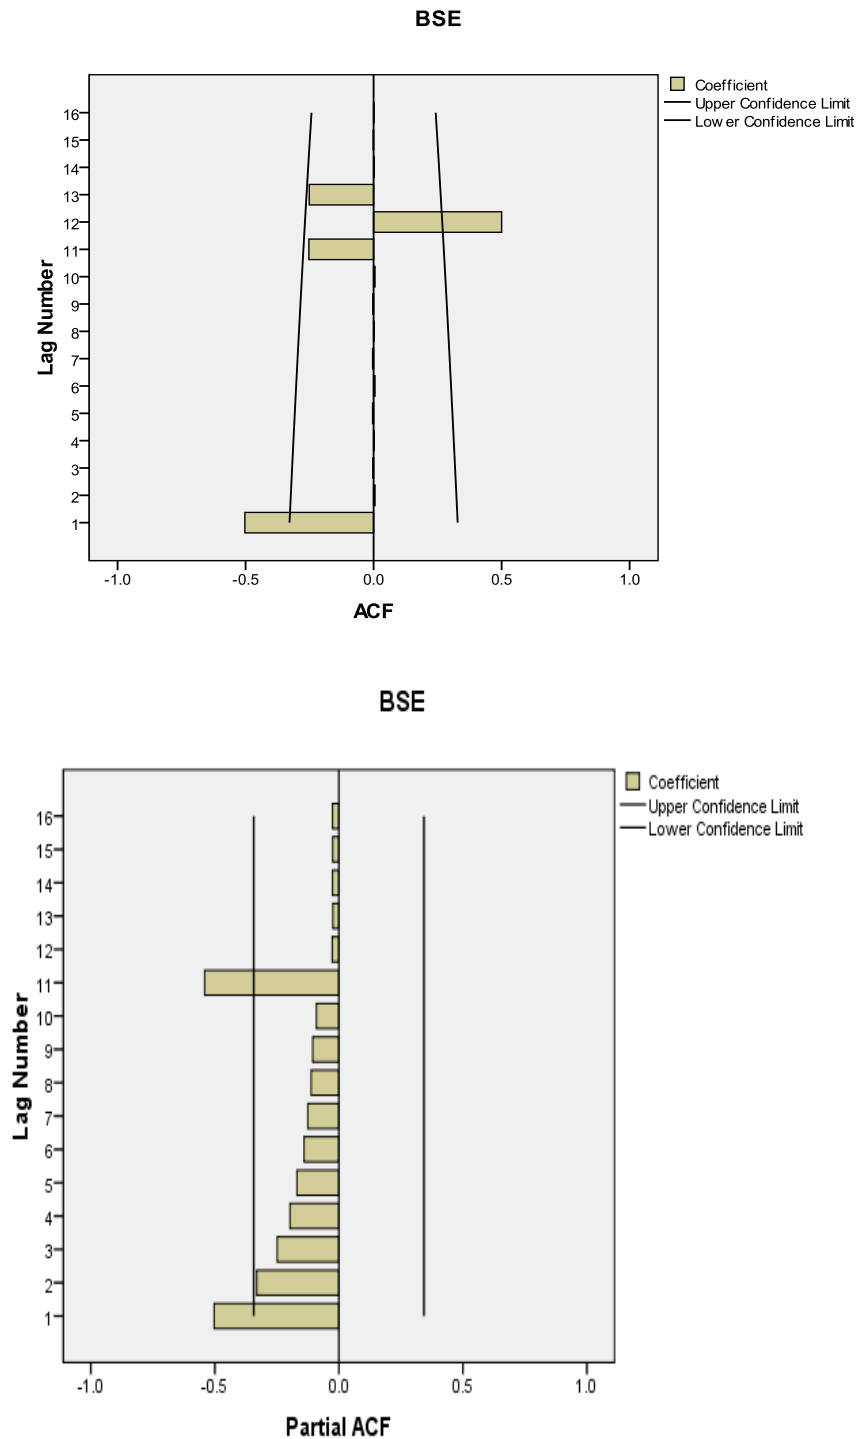 BSE
Coefficient
Upper Confidence Limit
Lower Confidence Limit
16
15
14
13
12
11
10
9
8
7
6
5
4
3
2
1
Lag Number
-1.0 -0.5 0.0 0.5 1.0
ACF
BSE
Coefficient
Upper Confidence Limit
Lower Confidence Limit
16
15
14
13
12
11
10
9
8
7
6
5
4
3
2
1
Lag Number
-1.0 -0.5 0.0 0.5 1.0
Partial ACF